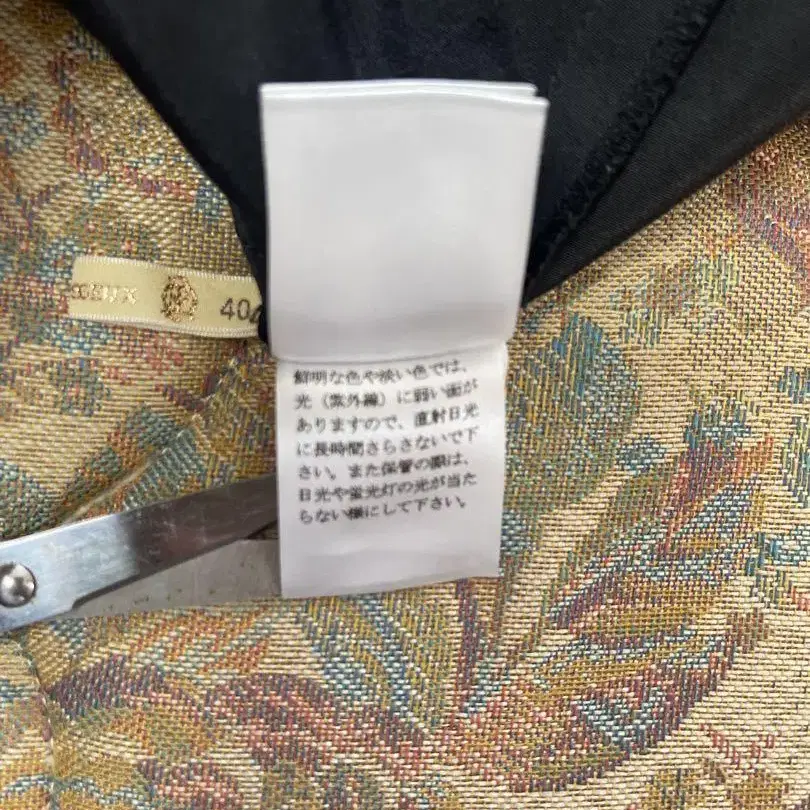 40
鮮明な色や淡い色では、
光（紫外線）に弱い面が
ありますので、直射日光
に長時間さらさないで下
さい。また保管の際は、
日光や蛍光灯の光が当た
らない様にして下さい。